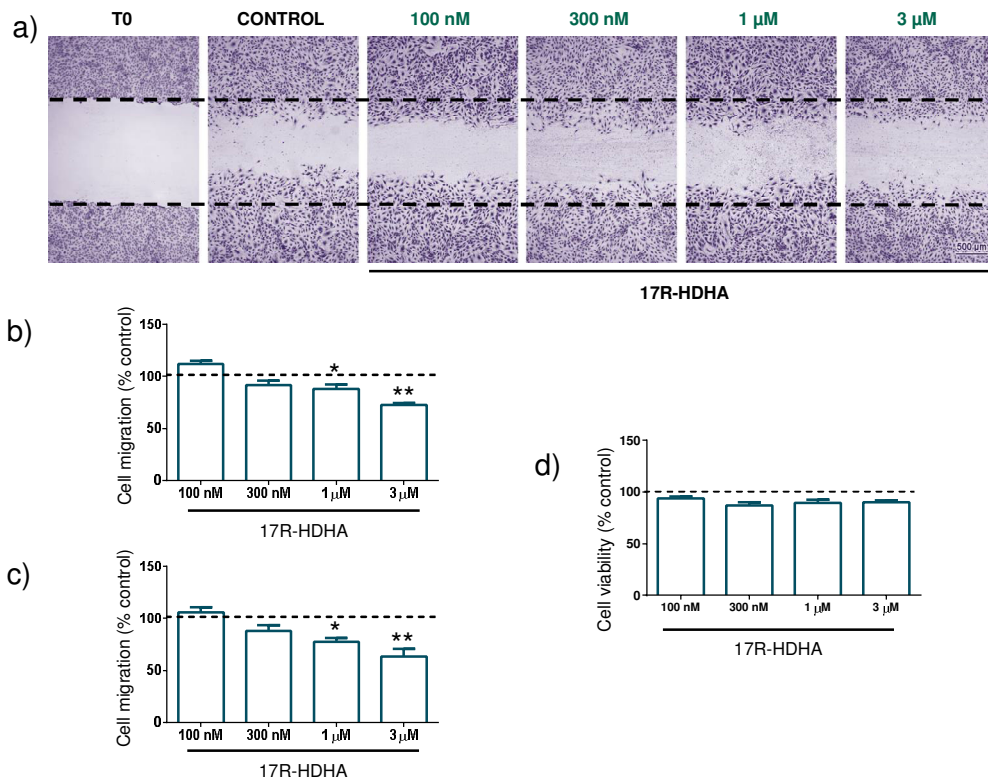 a)
T0 CONTROL 100 nM 300 nM 1 µM 3 µM
500 µm
17R-HDHA
b)
Cell migration (% control)
150
100
50
0
* **
100 nM 300 nM 1 µM 3 µM
17R-HDHA
c)
Cell migration (% control)
150
100
50
0
* **
100 nM 300 nM 1 µM 3 µM
17R-HDHA
d)
Cell viability (% control)
150
100
50
0
100 nM 300 nM 1 µM 3 µM
17R-HDHA